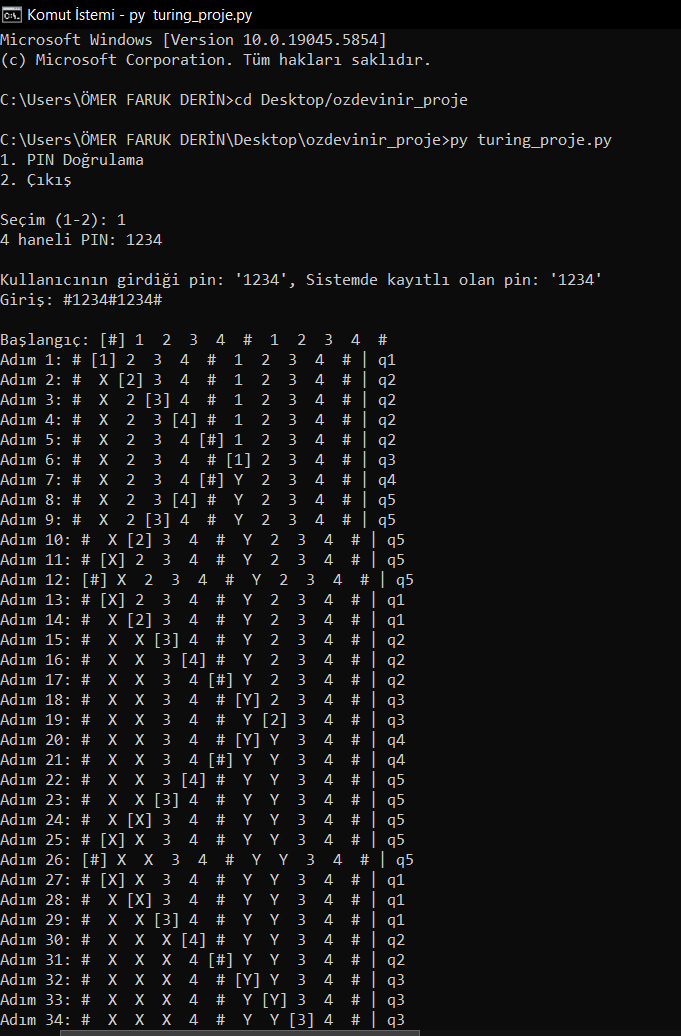 Komut İstemi - py  turing_proje.py
Microsoft Windows [Version 10.0.19045.5854]
(c) Microsoft Corporation. Tüm hakları saklıdır.
C:\Users\ÖMER FARUK DERİN>cd Desktop/ozdevinir_proje
C:\Users\ÖMER FARUK DERİN\Desktop\ozdevinir_proje>py turing_proje.py
1. PIN Doğrulama
2. Çıkış
Seçim (1-2): 1
4 haneli PIN: 1234
Kullanıcının girdiği pin: '1234', Sistemde kayıtlı olan pin: '1234'
Giriş: #1234#1234#
Başlangıç: [#] 1  2  3  4  #  1  2  3  4  #
Adım 1: # [1] 2  3  4  #  1  2  3  4  # | q1
Adım 2: #  X [2] 3  4  #  1  2  3  4  # | q2
Adım 3: #  X  2 [3] 4  #  1  2  3  4  # | q2
Adım 4: #  X  2  3 [4] #  1  2  3  4  # | q2
Adım 5: #  X  2  3  4 [#] 1  2  3  4  # | q2
Adım 6: #  X  2  3  4  # [1] 2  3  4  # | q3
Adım 7: #  X  2  3  4 [#] Y  2  3  4  # | q4
Adım 8: #  X  2  3 [4] #  Y  2  3  4  # | q5
Adım 9: #  X  2 [3] 4  #  Y  2  3  4  # | q5
Adım 10: #  X [2] 3  4  #  Y  2  3  4  # | q5
Adım 11: # [X] 2  3  4  #  Y  2  3  4  # | q5
Adım 12: [#] X  2  3  4  #  Y  2  3  4  # | q5
Adım 13: # [X] 2  3  4  #  Y  2  3  4  # | q1
Adım 14: #  X [2] 3  4  #  Y  2  3  4  # | q1
Adım 15: #  X  X [3] 4  #  Y  2  3  4  # | q2
Adım 16: #  X  X  3 [4] #  Y  2  3  4  # | q2
Adım 17: #  X  X  3  4 [#] Y  2  3  4  # | q2
Adım 18: #  X  X  3  4  # [Y] 2  3  4  # | q3
Adım 19: #  X  X  3  4  #  Y [2] 3  4  # | q3
Adım 20: #  X  X  3  4  # [Y] Y  3  4  # | q4
Adım 21: #  X  X  3  4 [#] Y  Y  3  4  # | q4
Adım 22: #  X  X  3 [4] #  Y  Y  3  4  # | q5
Adım 23: #  X  X [3] 4  #  Y  Y  3  4  # | q5
Adım 24: #  X [X] 3  4  #  Y  Y  3  4  # | q5
Adım 25: # [X] X  3  4  #  Y  Y  3  4  # | q5
Adım 26: [#] X  X  3  4  #  Y  Y  3  4  # | q5
Adım 27: # [X] X  3  4  #  Y  Y  3  4  # | q1
Adım 28: #  X [X] 3  4  #  Y  Y  3  4  # | q1
Adım 29: #  X  X [3] 4  #  Y  Y  3  4  # | q1
Adım 30: #  X  X  X [4] #  Y  Y  3  4  # | q2
Adım 31: #  X  X  X  4 [#] Y  Y  3  4  # | q2
Adım 32: #  X  X  X  4  # [Y] Y  3  4  # | q3
Adım 33: #  X  X  X  4  #  Y [Y] 3  4  # | q3
Adım 34: #  X  X  X  4  #  Y  Y [3] 4  # | q3